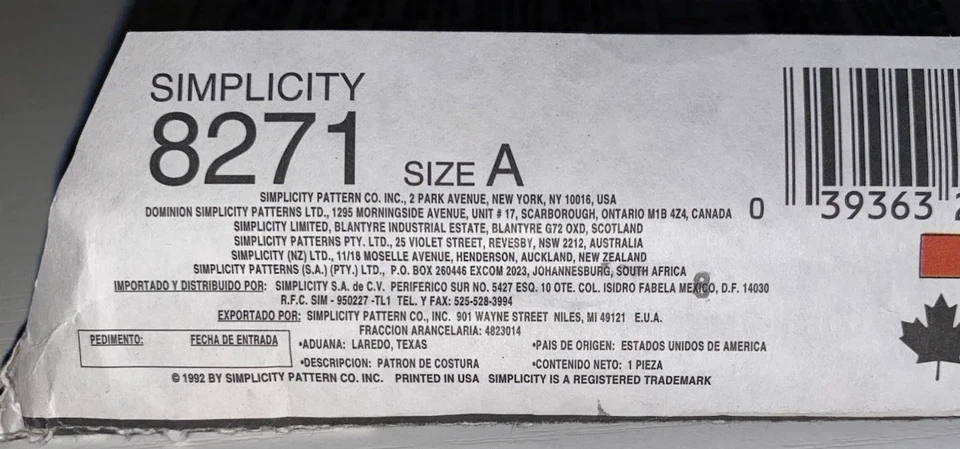 SIMPLICITY
8271 SIZE A
SIMPLICITY PATTERN CO. INC., 2 PARK AVENUE, NEW YORK, NY 10016, USA
DOMINION SIMPLICITY PATTERNS LTD., 1295 MORNINGSIDE AVENUE, UNIT # 17, SCARBOROUGH, ONTARIO M1B 4Z4, CANADA
SIMPLICITY LIMITED, BLANTYRE INDUSTRIAL ESTATE, BLANTYRE G72 OXD, SCOTLAND
SIMPLICITY PATTERNS PTY. LTD., 25 VIOLET STREET, REVESBY, NSW 2212, AUSTRALIA
SIMPLICITY (NZ) LTD., 11/18 MOSELLE AVENUE, HENDERSON, AUCKLAND, NEW ZEALAND
SIMPLICITY PATTERNS (S.A.) (PTY.) LTD., P.O. BOX 260446 EXCOM 2023, JOHANNESBURG, SOUTH AFRICA
IMPORTADO Y DISTRIBUIDO POR: SIMPLICITY S.A. de C.V. PERIFERICO SUR NO. 5427 ESQ. 10 OTE. COL. ISIDRO FABELA MEXICO, D.F. 14030
R.F.C. SIM - 950227 -TL1 TEL. Y FAX: 525-528-3994
EXPORTADO POR: SIMPLICITY PATTERN CO., INC. 901 WAYNE STREET NILES, MI 49121 E.U.A.
FRACCION ARANCELARIA: 4823014
PEDIMENTO: FECHA DE ENTRADA
•ADUANA: LAREDO, TEXAS •PAIS DE ORIGEN: ESTADOS UNIDOS DE AMERICA
•DESCRIPCION: PATRON DE COSTURA •CONTENIDO NETO: 1 PIEZA
© 1992 BY SIMPLICITY PATTERN CO. INC. PRINTED IN USA SIMPLICITY IS A REGISTERED TRADEMARK
0 39363